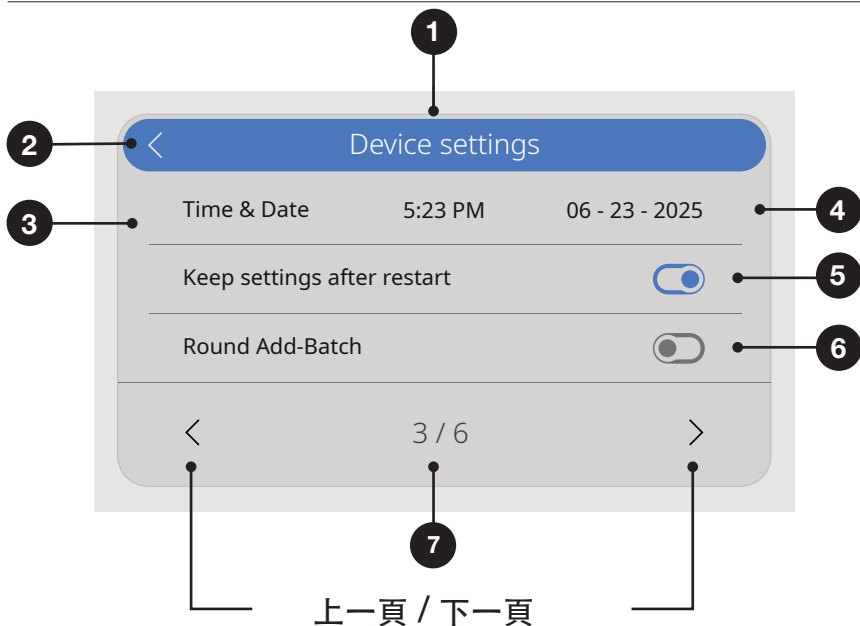 1
2
Device settings
3
Time & Date 5:23 PM 06 - 23 - 2025
4
Keep settings after restart
5
Round Add-Batch
6
3 / 6
7
上一頁 / 下一頁